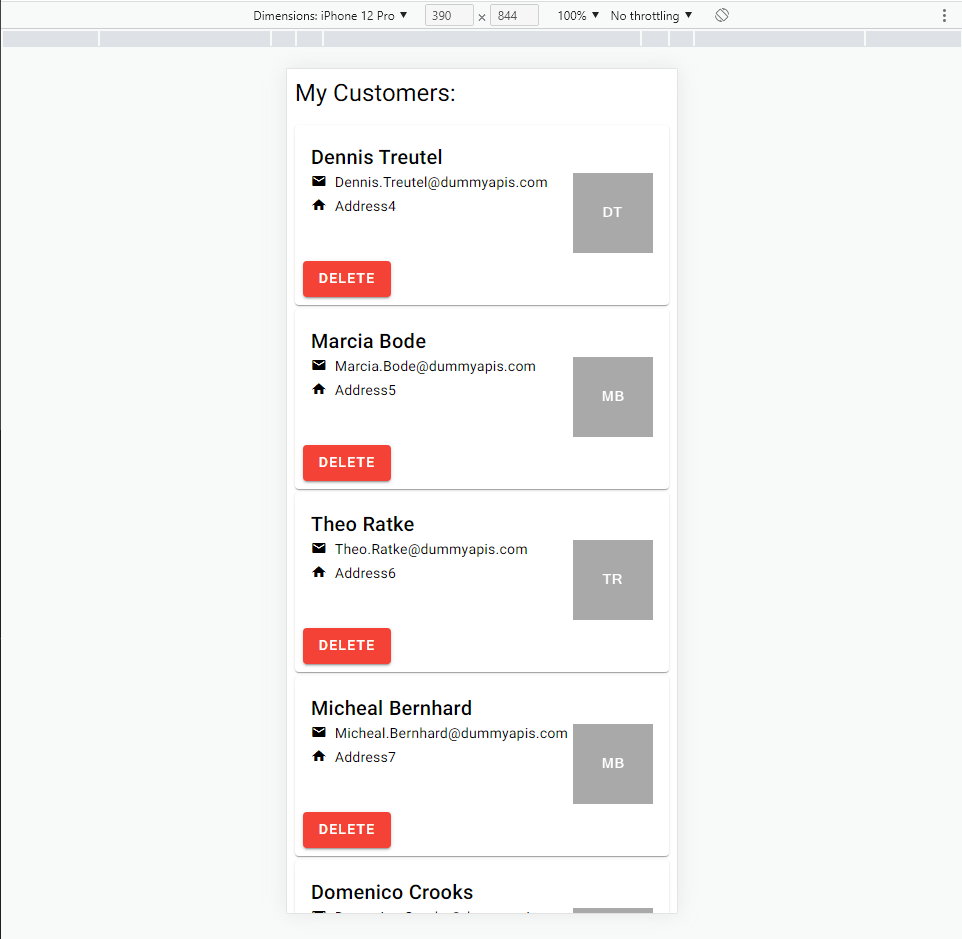 Dimensions: iPhone 12 Pro ▼ 390 × 844 100% ▼ No throttling ▼
My Customers:
Dennis Treutel
Dennis.Treutel@dummyapis.com
Address4
DT
DELETE
Marcia Bode
Marcia.Bode@dummyapis.com
Address5
MB
DELETE
Theo Ratke
Theo.Ratke@dummyapis.com
Address6
TR
DELETE
Micheal Bernhard
Micheal.Bernhard@dummyapis.com
Address7
MB
DELETE
Domenico Crooks